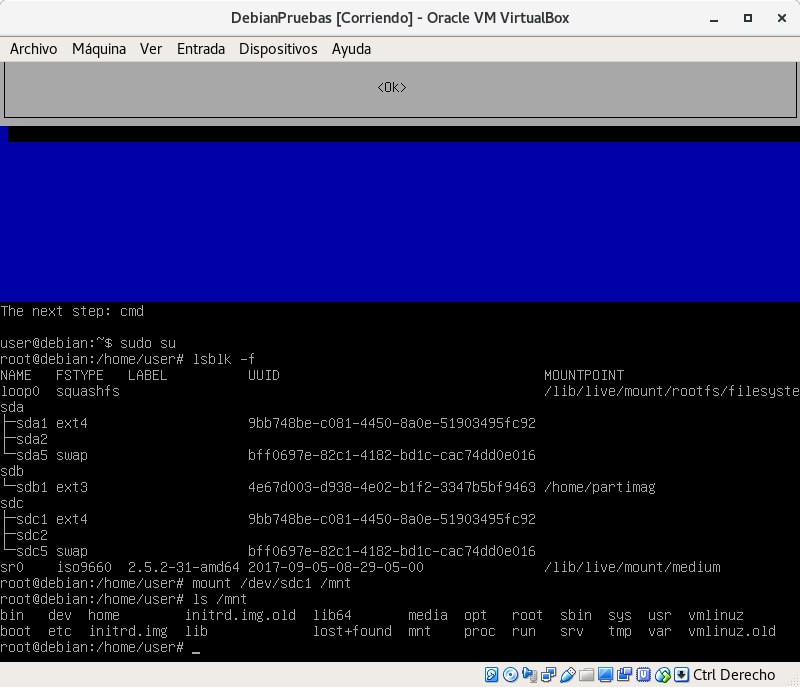 DebianPruebas [Corriendo] - Oracle VM VirtualBox
Archivo Máquina Ver Entrada Dispositivos Ayuda
<Ok>
The next step: cmd
user@debian:~$ sudo su
root@debian:/home/user# lsblk -f
NAME FSTYPE LABEL UUID MOUNTPOINT
loop0 squashfs /lib/live/mount/rootfs/filesyste
sda
├─sda1 ext4 9bb748be-c081-4450-8a0e-51903495fc92
├─sda2
└─sda5 swap bff0697e-82c1-4182-bd1c-cac74dd0e016
sdb
└─sdb1 ext3 4e67d003-d938-4e02-b1f2-3347b5bf9463 /home/partimag
sdc
├─sdc1 ext4 9bb748be-c081-4450-8a0e-51903495fc92
├─sdc2
└─sdc5 swap bff0697e-82c1-4182-bd1c-cac74dd0e016
sr0 iso9660 2.5.2-31-amd64 2017-09-05-08-29-05-00 /lib/live/mount/medium
root@debian:/home/user# mount /dev/sdc1 /mnt
root@debian:/home/user# ls /mnt
bin dev home initrd.img.old lib64 media opt root sbin sys usr vmlinuz
boot etc initrd.img lib lost+found mnt proc run srv tmp var vmlinuz.old
root@debian:/home/user# _
Ctrl Derecho